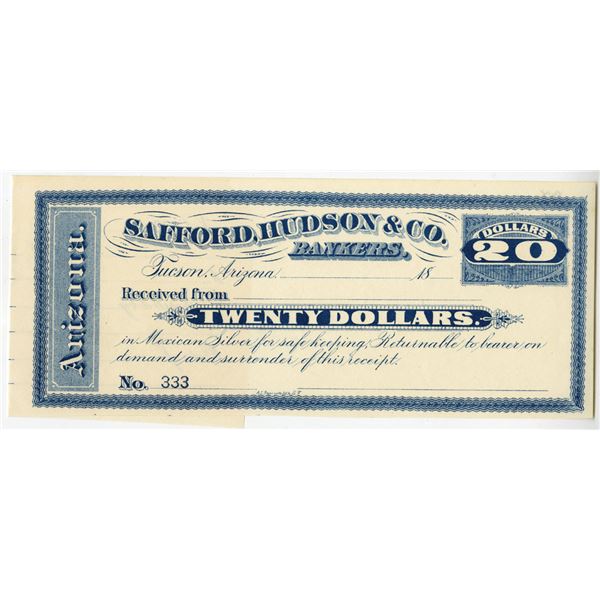 Arizona.
SAFFORD, HUDSON & CO.
BANKERS.
DOLLARS
20
Tucson, Arizona 18
Received from
TWENTY DOLLARS.
in Mexican Silver for safe keeping, Returnable to bearer on
demand and surrender of this receipt.
No. 333